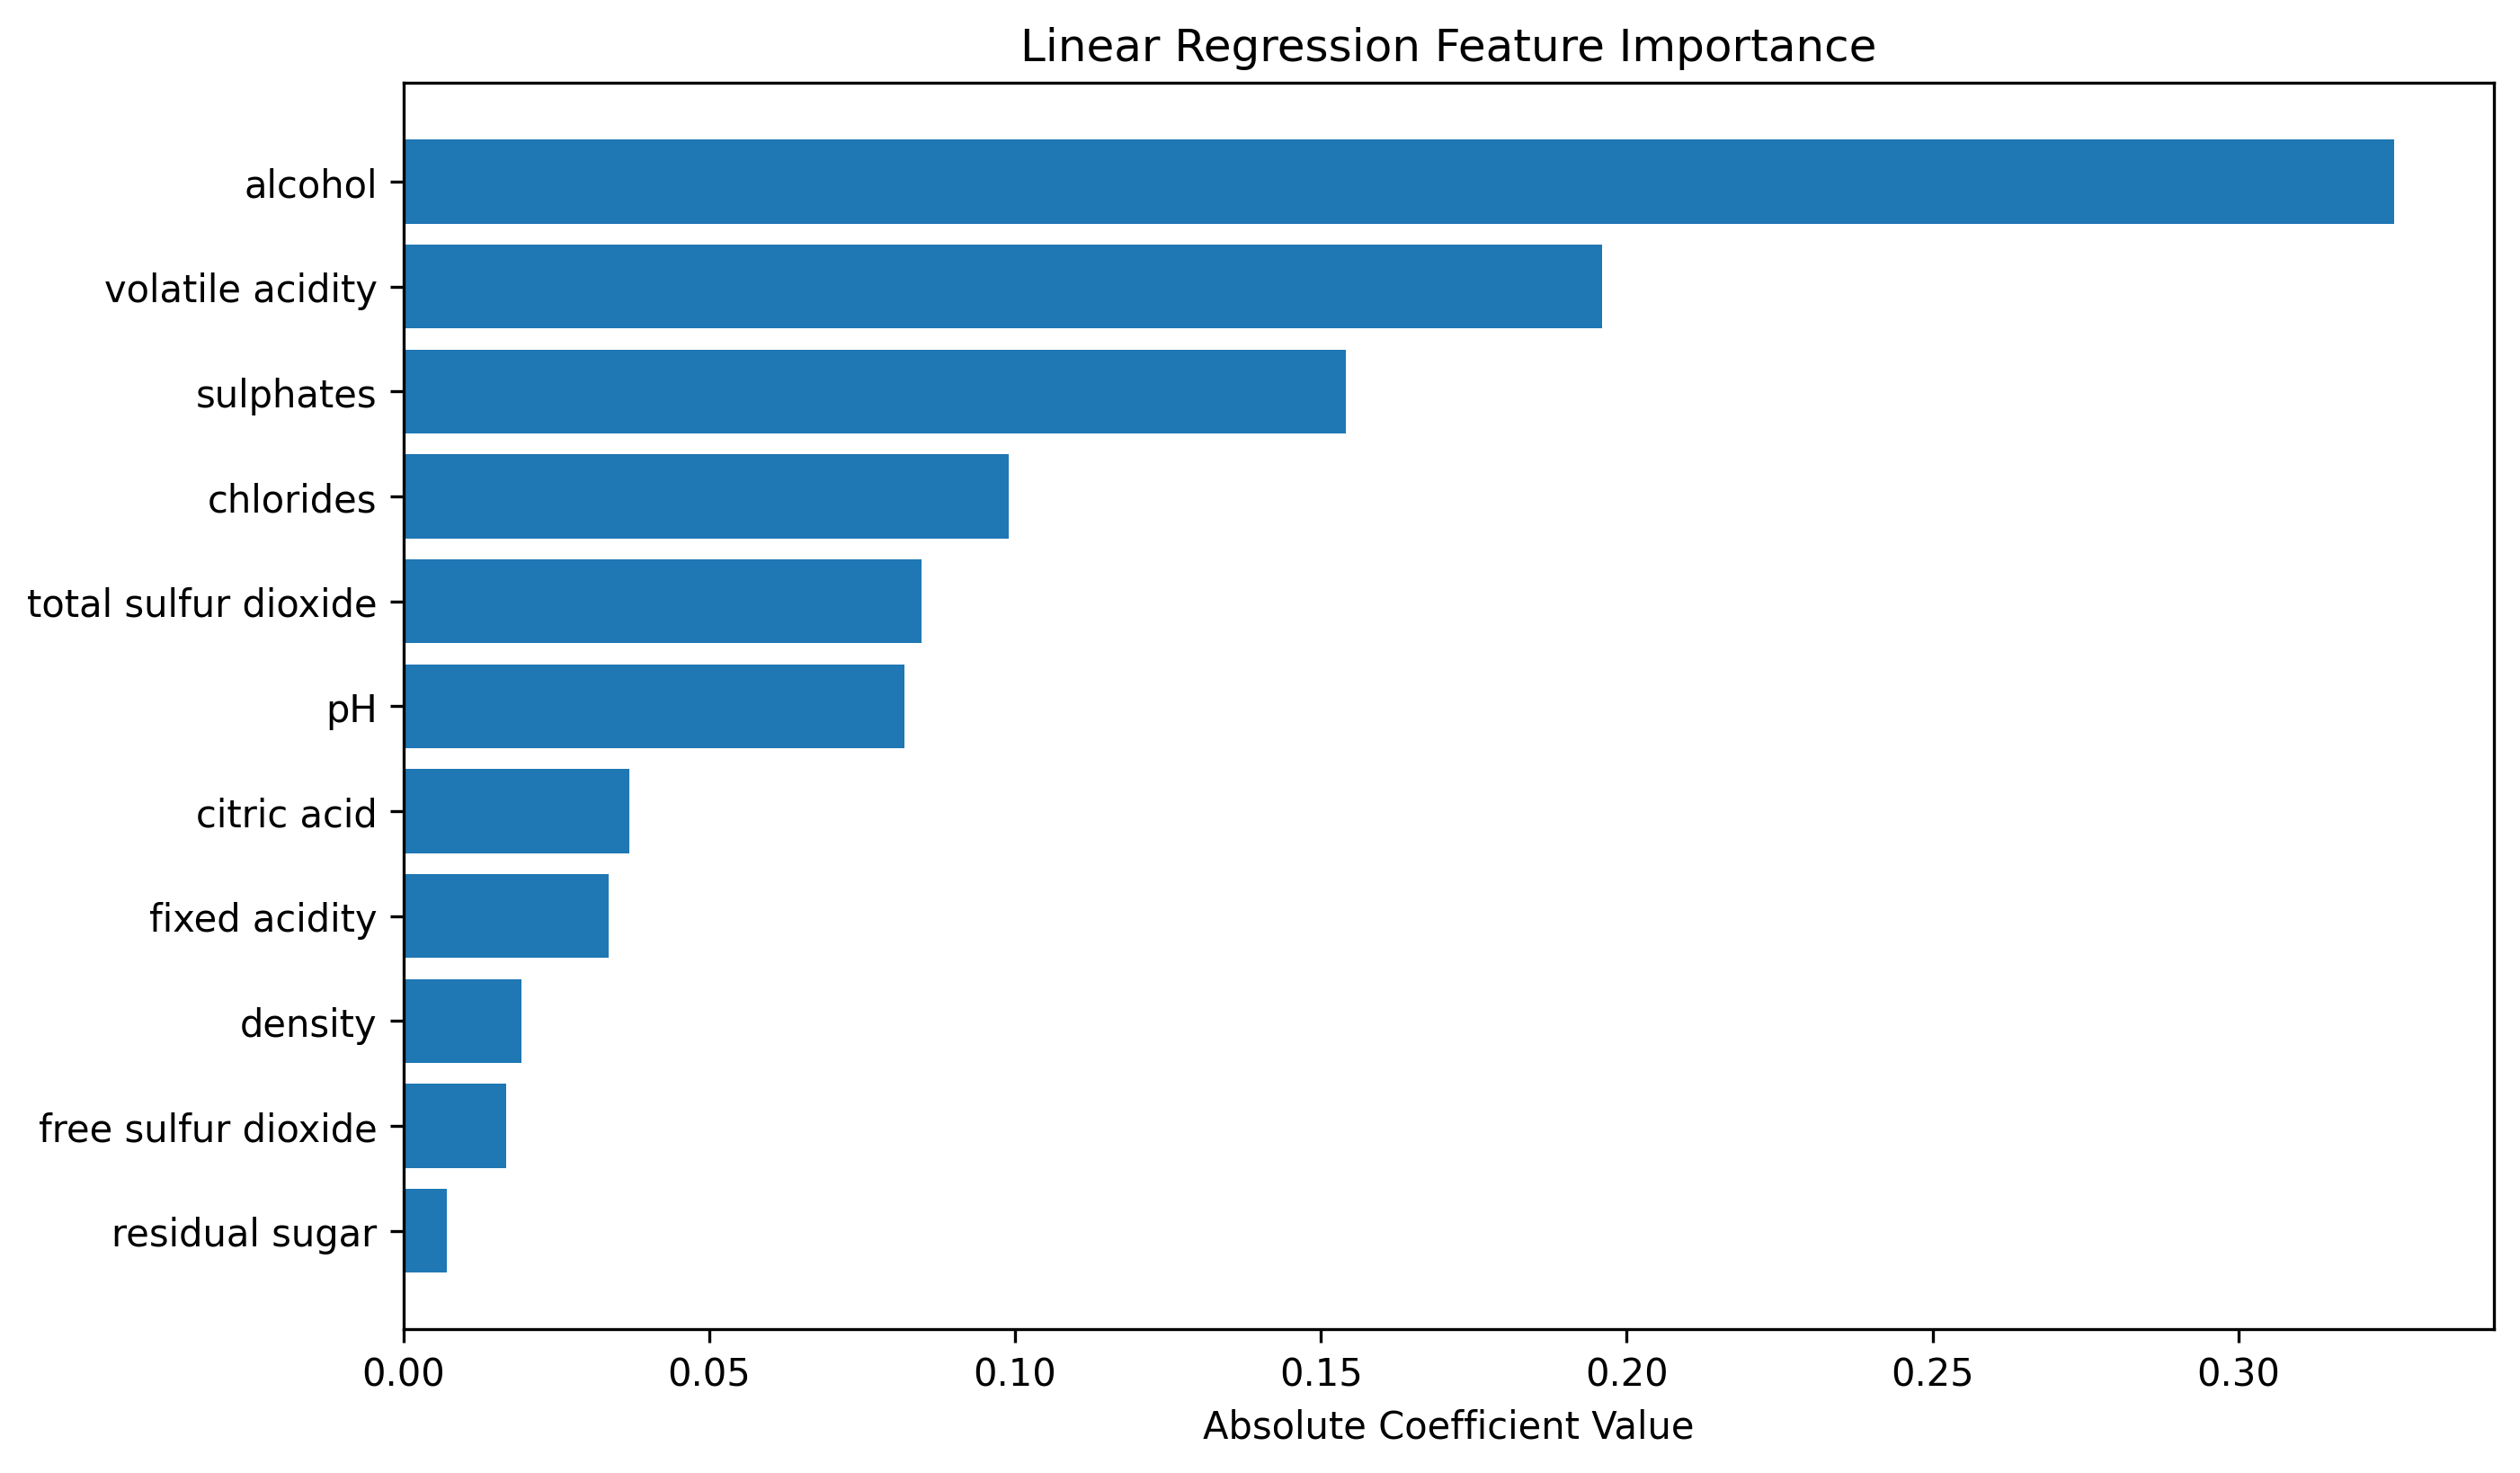 Linear Regression Feature Importance
alcohol
volatile acidity
sulphates
chlorides
total sulfur dioxide
pH
citric acid
fixed acidity
density
free sulfur dioxide
residual sugar
0.00 0.05 0.10 0.15 0.20 0.25 0.30
Absolute Coefficient Value